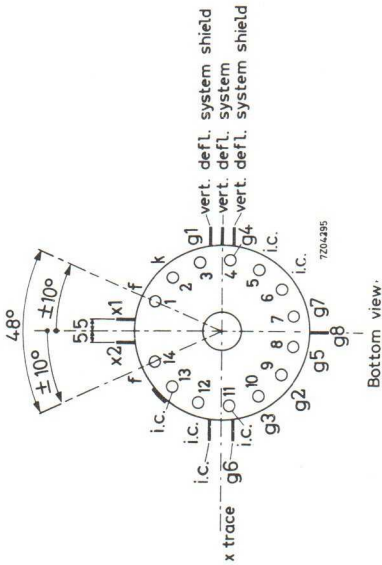 48°
±10°
±10°
5.5
x2
x1
f
f
k
g1
vert. defl. system shield
vert. defl. system
vert. defl. system shield
g4
i.c.
i.c.
g7
g8
g5
g2
g3
g6
i.c.
i.c.
i.c.
1
2
3
4
5
6
7
8
9
10
11
12
13
14
x trace
7Z04295
Bottom view.